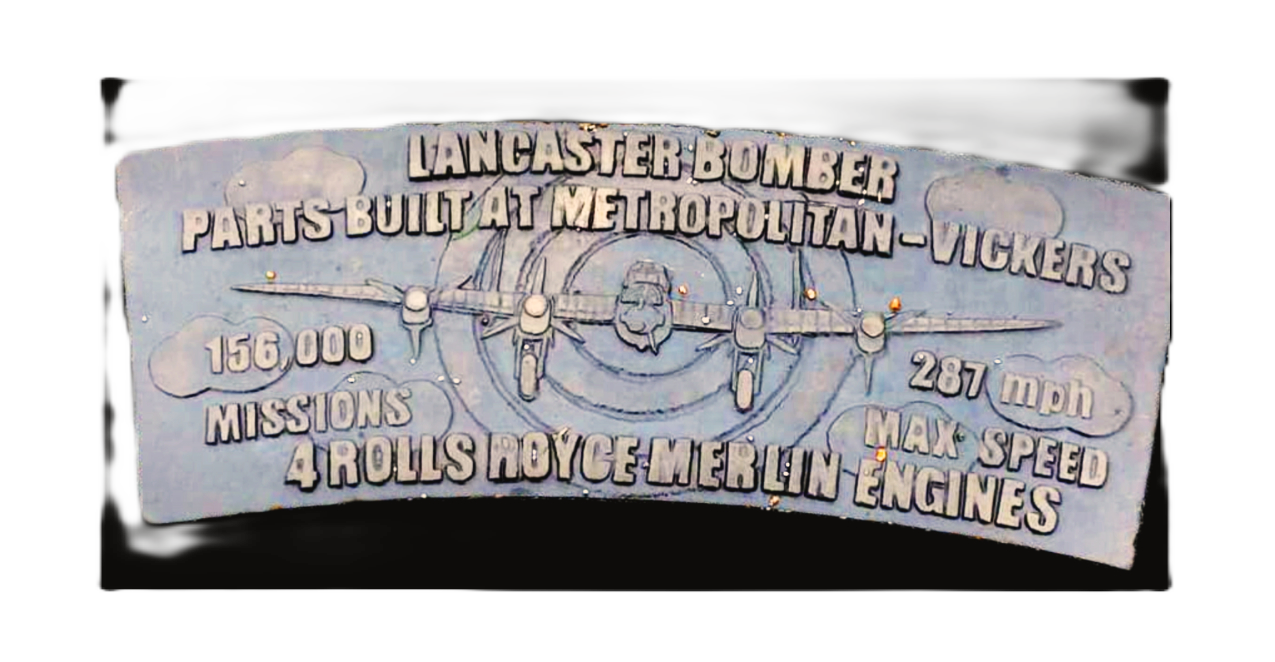 LANCASTER BOMBER
PARTS BUILT AT METROPOLITAN-VICKERS
156,000
MISSIONS
287 mph
MAX SPEED
4 ROLLS ROYCE MERLIN ENGINES